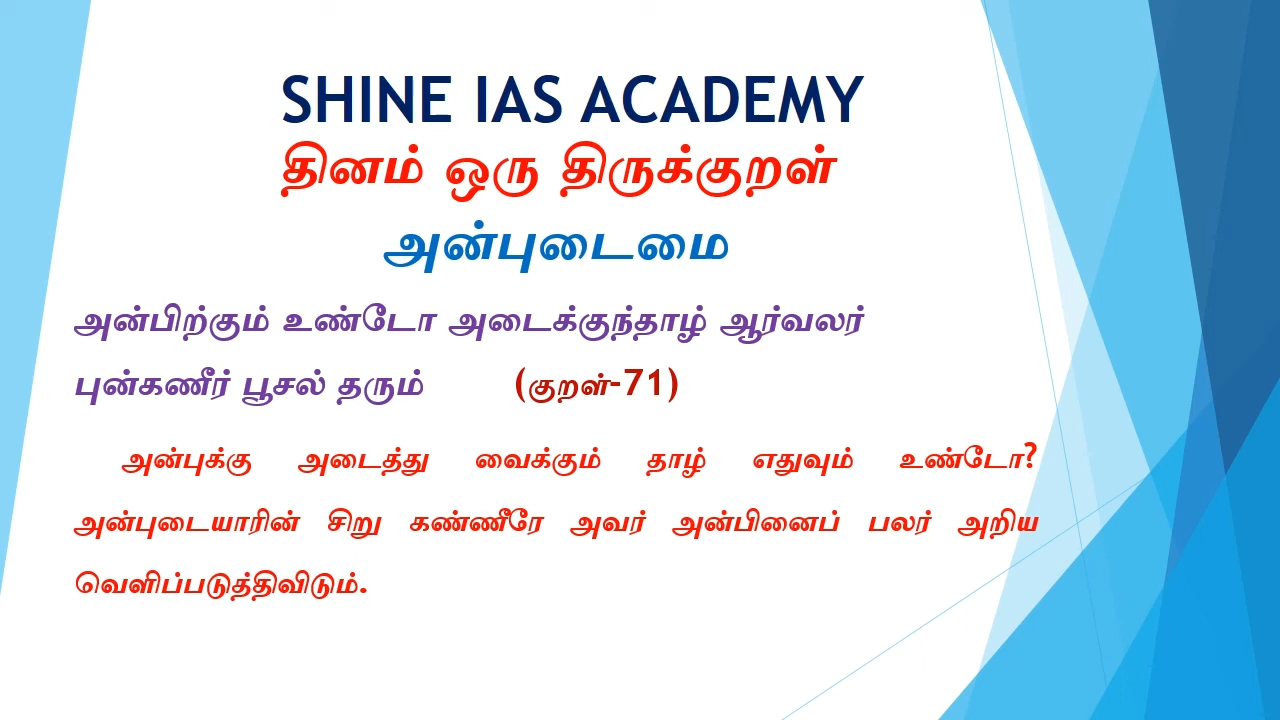 SHINE IAS ACADEMY
தினம் ஒரு திருக்குறள்
அன்புடைமை
அன்பிற்கும் உண்டோ அடைக்குந்தாழ் ஆர்வலர்
புன்கணீர் பூசல் தரும் (குறள்-71)
அன்புக்கு அடைத்து வைக்கும் தாழ் எதுவும் உண்டோ?
அன்புடையாரின் சிறு கண்ணீரே அவர் அன்பினைப் பலர் அறிய
வெளிப்படுத்திவிடும்.